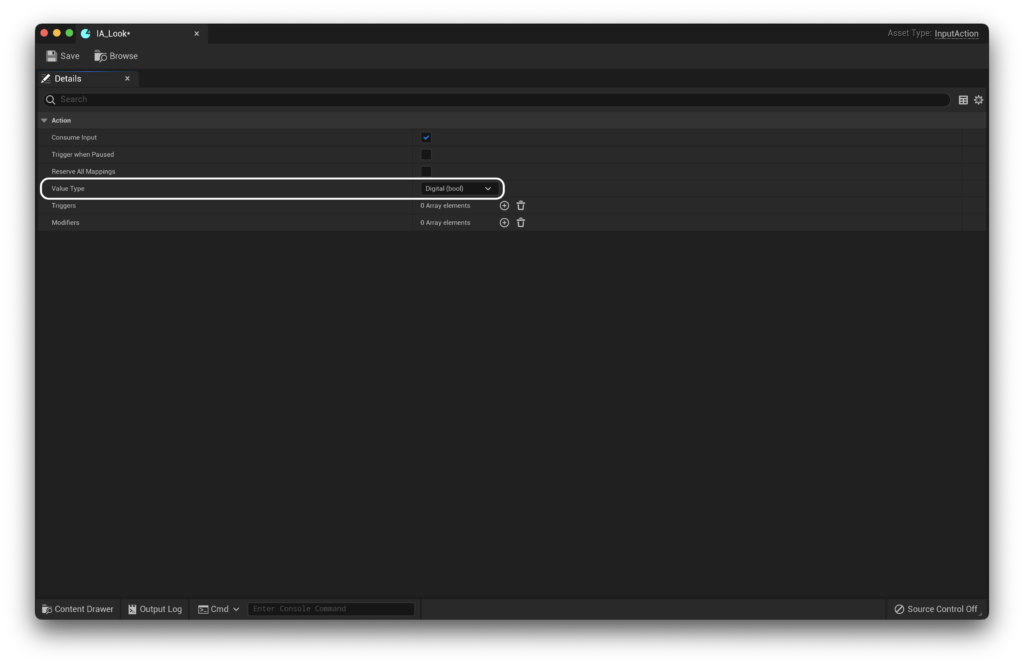 IA_Look*
Asset Type: InputAction
Save Browse
Details
Search
Action
Consume Input
Trigger when Paused
Reserve All Mappings
Value Type Digital (bool)
Triggers 0 Array elements
Modifiers 0 Array elements
Content Drawer Output Log Cmd Enter Console Command Source Control Off